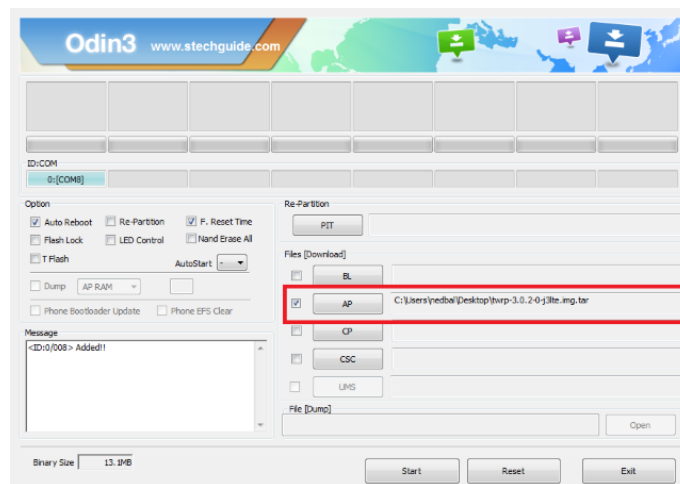 Odin3 www.stechguide.com
ID:COM
0:[COM8]
Option
Auto Reboot Re-Partition F. Reset Time
Flash Lock LED Control Nand Erase All
T Flash AutoStart -
Dump AP RAM
Phone Bootloader Update Phone EFS Clear
Message
<ID:0/008> Added!!
Re-Partition
PIT
Files [Download]
BL
AP C:\Users\nedbal\Desktop\twrp-3.0.2-0-j3lte.img.tar
CP
CSC
UMS
File [Dump]
Open
Binary Size 13.1MB
Start Reset Exit